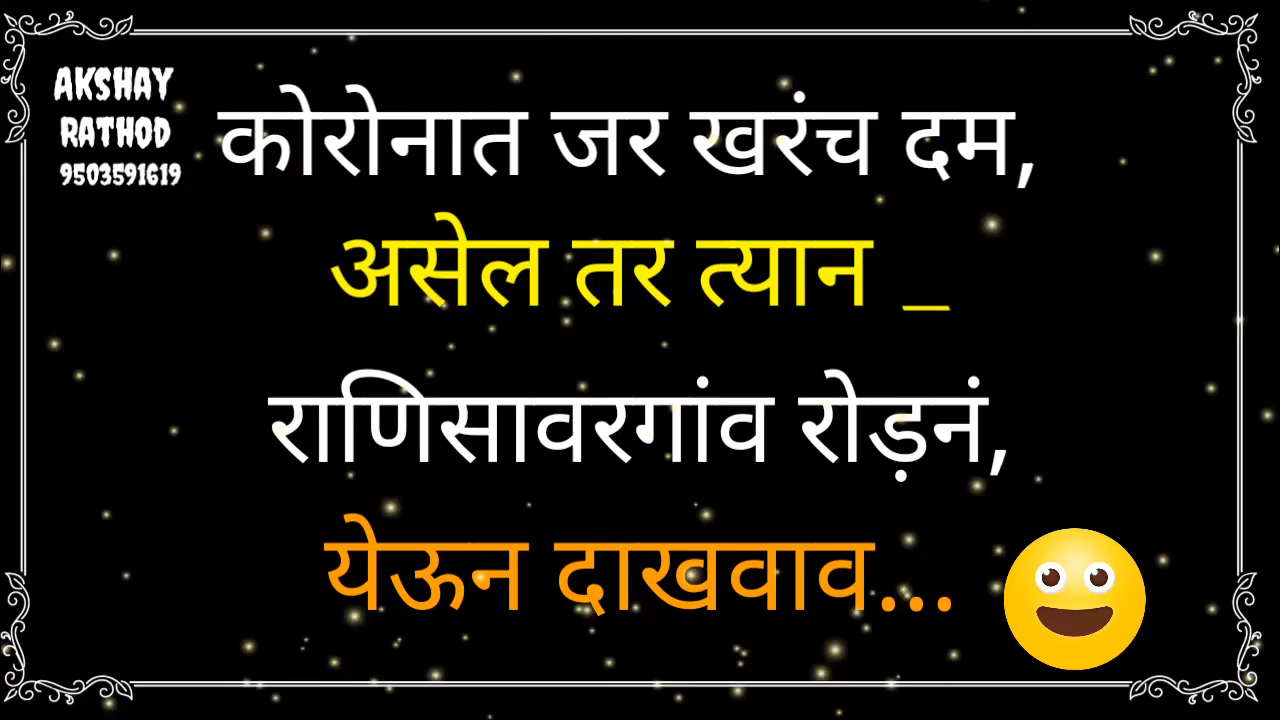 AKSHAY
RATHOD
9503591619
कोरोनात जर खरंच दम,
असेल तर त्यान _
राणिसावरगांव रोड़नं,
येऊन दाखवाव...